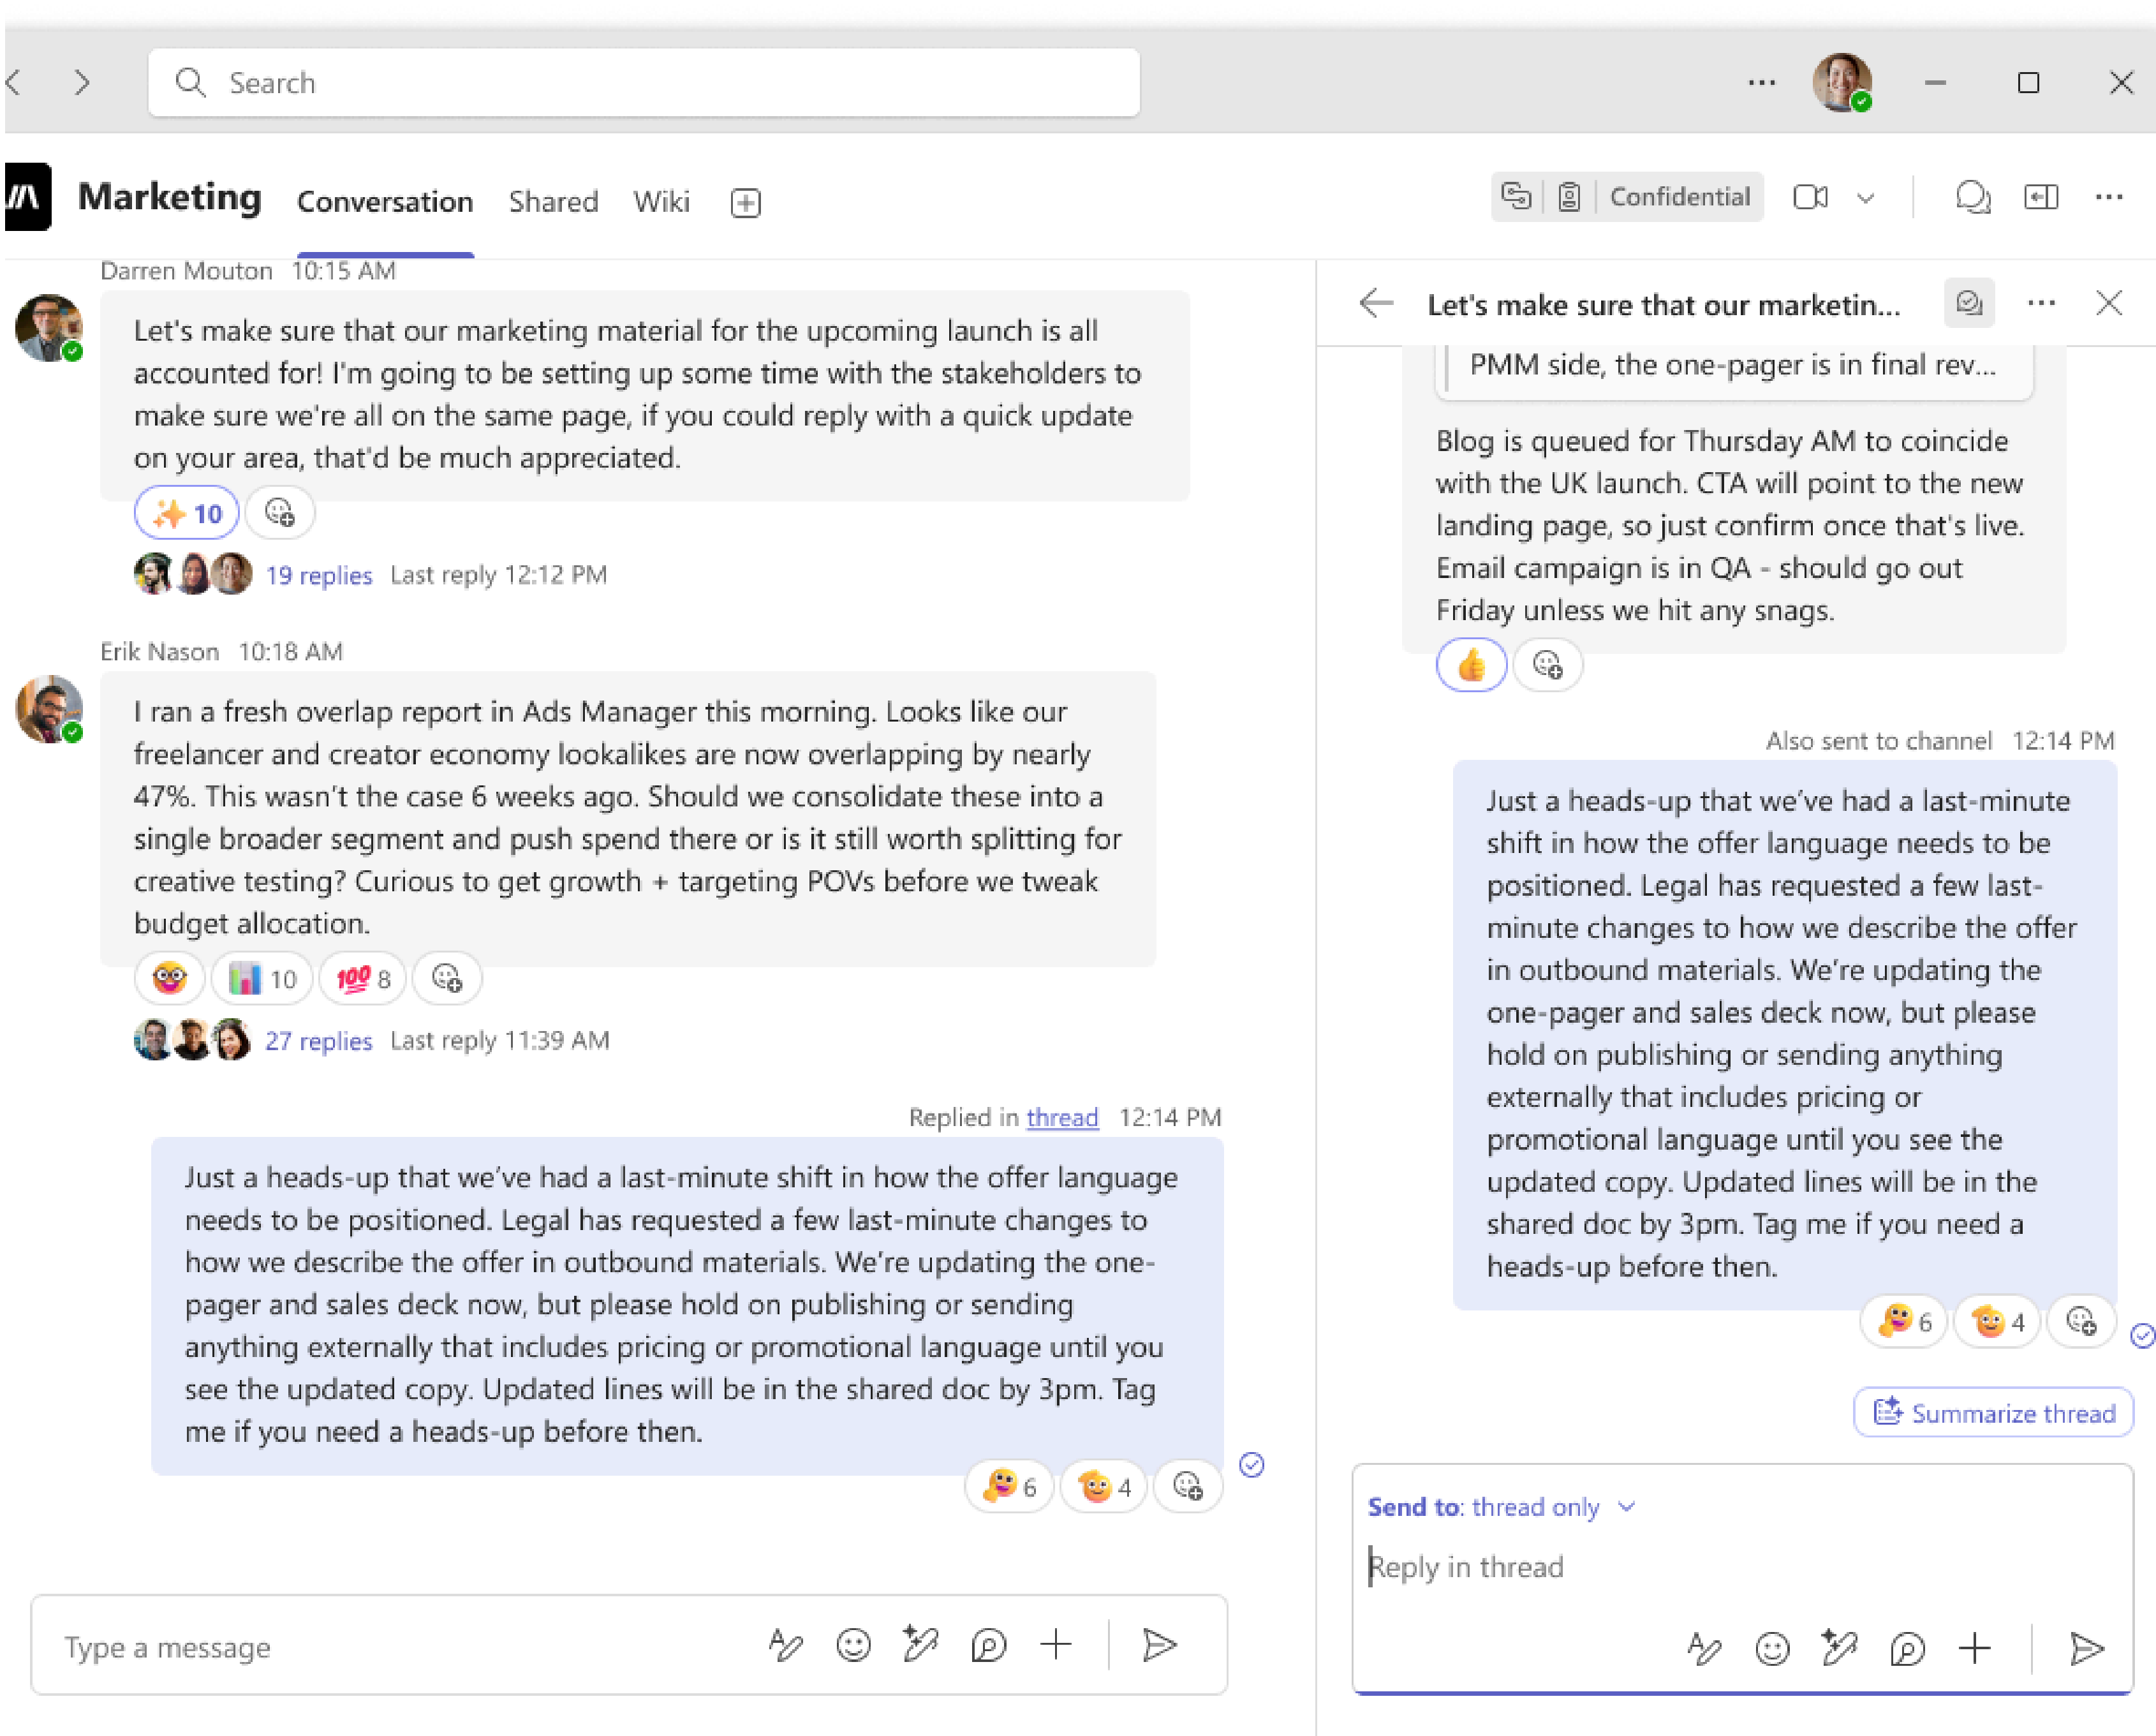 Search
Marketing
Conversation
Shared
Wiki
Confidential
Darren Mouton 10:15 AM
Let's make sure that our marketing material for the upcoming launch is all
accounted for! I'm going to be setting up some time with the stakeholders to
make sure we're all on the same page, if you could reply with a quick update
on your area, that'd be much appreciated.
10
19 replies Last reply 12:12 PM
Erik Nason 10:18 AM
I ran a fresh overlap report in Ads Manager this morning. Looks like our
freelancer and creator economy lookalikes are now overlapping by nearly
47%. This wasn’t the case 6 weeks ago. Should we consolidate these into a
single broader segment and push spend there or is it still worth splitting for
creative testing? Curious to get growth + targeting POVs before we tweak
budget allocation.
10
100 8
27 replies Last reply 11:39 AM
Replied in thread 12:14 PM
Just a heads-up that we’ve had a last-minute shift in how the offer language
needs to be positioned. Legal has requested a few last-minute changes to
how we describe the offer in outbound materials. We’re updating the one-
pager and sales deck now, but please hold on publishing or sending
anything externally that includes pricing or promotional language until you
see the updated copy. Updated lines will be in the shared doc by 3pm. Tag
me if you need a heads-up before then.
6
4
Type a message
Let's make sure that our marketin...
PMM side, the one-pager is in final rev...
Blog is queued for Thursday AM to coincide
with the UK launch. CTA will point to the new
landing page, so just confirm once that's live.
Email campaign is in QA - should go out
Friday unless we hit any snags.
Also sent to channel 12:14 PM
Just a heads-up that we’ve had a last-minute
shift in how the offer language needs to be
positioned. Legal has requested a few last-
minute changes to how we describe the offer
in outbound materials. We’re updating the
one-pager and sales deck now, but please
hold on publishing or sending anything
externally that includes pricing or
promotional language until you see the
updated copy. Updated lines will be in the
shared doc by 3pm. Tag me if you need a
heads-up before then.
6
4
Summarize thread
Send to: thread only
Reply in thread